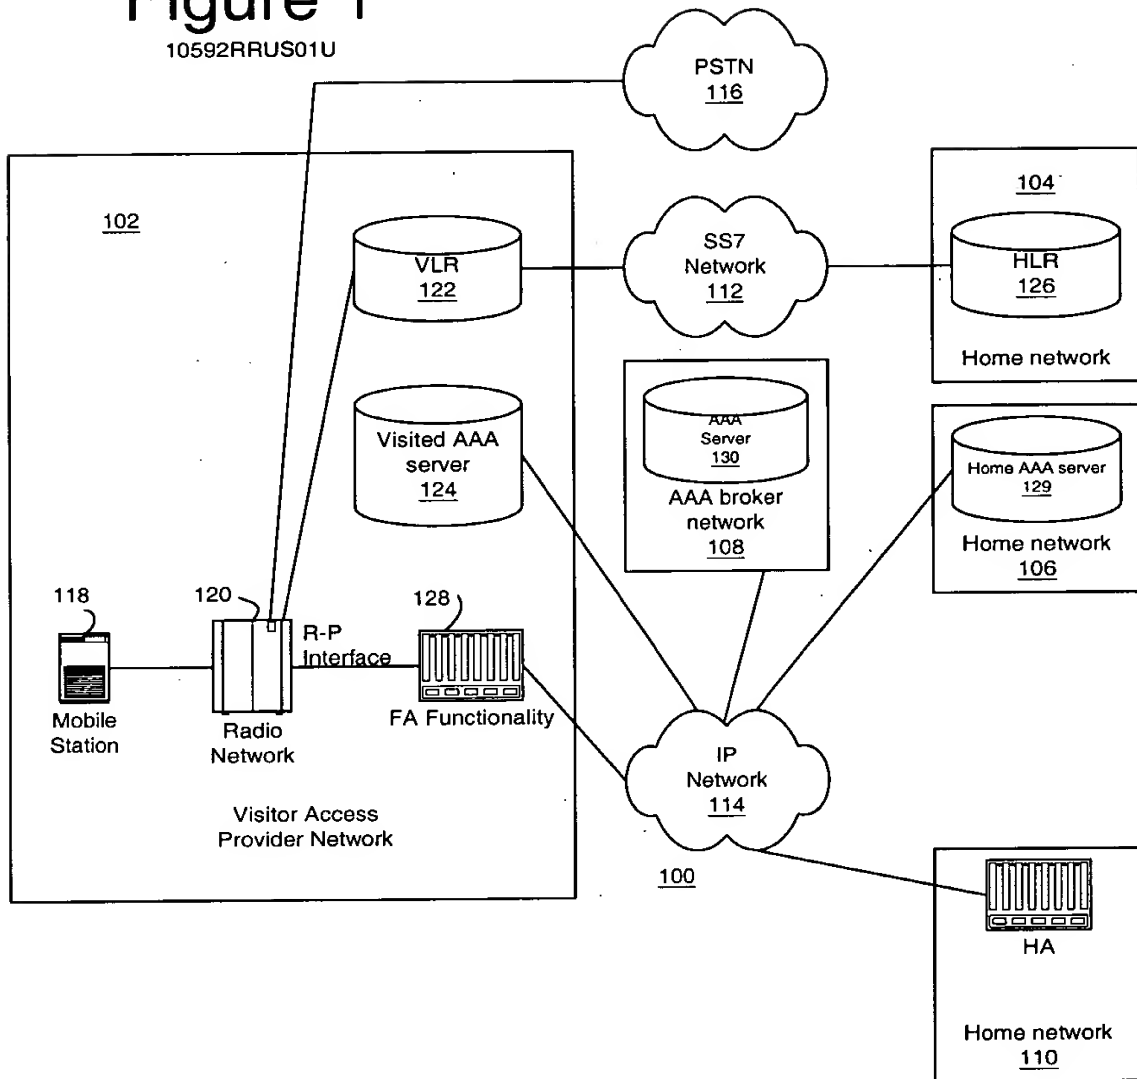 Figure 1
10592RRUS01U
PSTN
116
102
VLR
122
SS7
Network
112
104
HLR
126
Home network
Visited AAA
server
124
AAA
Server
130
AAA broker
network
108
Home AAA server
129
Home network
106
118
120
128
R-P
Interface
Mobile
Station
Radio
Network
FA Functionality
IP
Network
114
Visitor Access
Provider Network
100
HA
Home network
110